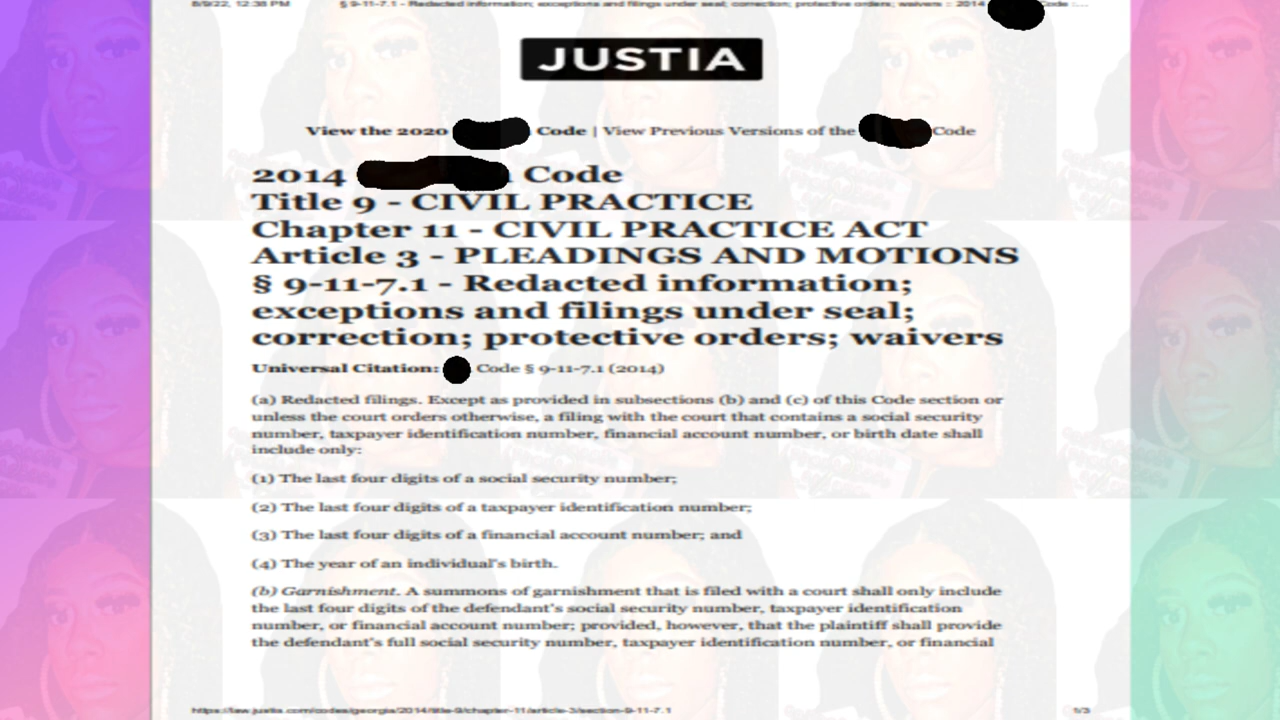 8/9/22, 12:38 PM § 9-11-7.1 - Redacted information; exceptions and filings under seal; correction; protective orders; waivers :: 2014 Code :...
JUSTIA
View the 2020 Code | View Previous Versions of the Code
2014 Code
Title 9 - CIVIL PRACTICE
Chapter 11 - CIVIL PRACTICE ACT
Article 3 - PLEADINGS AND MOTIONS
§ 9-11-7.1 - Redacted information;
exceptions and filings under seal;
correction; protective orders; waivers
Universal Citation: Code § 9-11-7.1 (2014)
(a) Redacted filings. Except as provided in subsections (b) and (c) of this Code section or
unless the court orders otherwise, a filing with the court that contains a social security
number, taxpayer identification number, financial account number, or birth date shall
include only:
(1) The last four digits of a social security number;
(2) The last four digits of a taxpayer identification number;
(3) The last four digits of a financial account number; and
(4) The year of an individual's birth.
(b) Garnishment. A summons of garnishment that is filed with a court shall only include
the last four digits of the defendant's social security number, taxpayer identification
number, or financial account number; provided, however, that the plaintiff shall provide
the defendant's full social security number, taxpayer identification number, or financial
https://law.justia.com/codes/georgia/2014/title-9/chapter-11/article-3/section-9-11-7.1 1/3